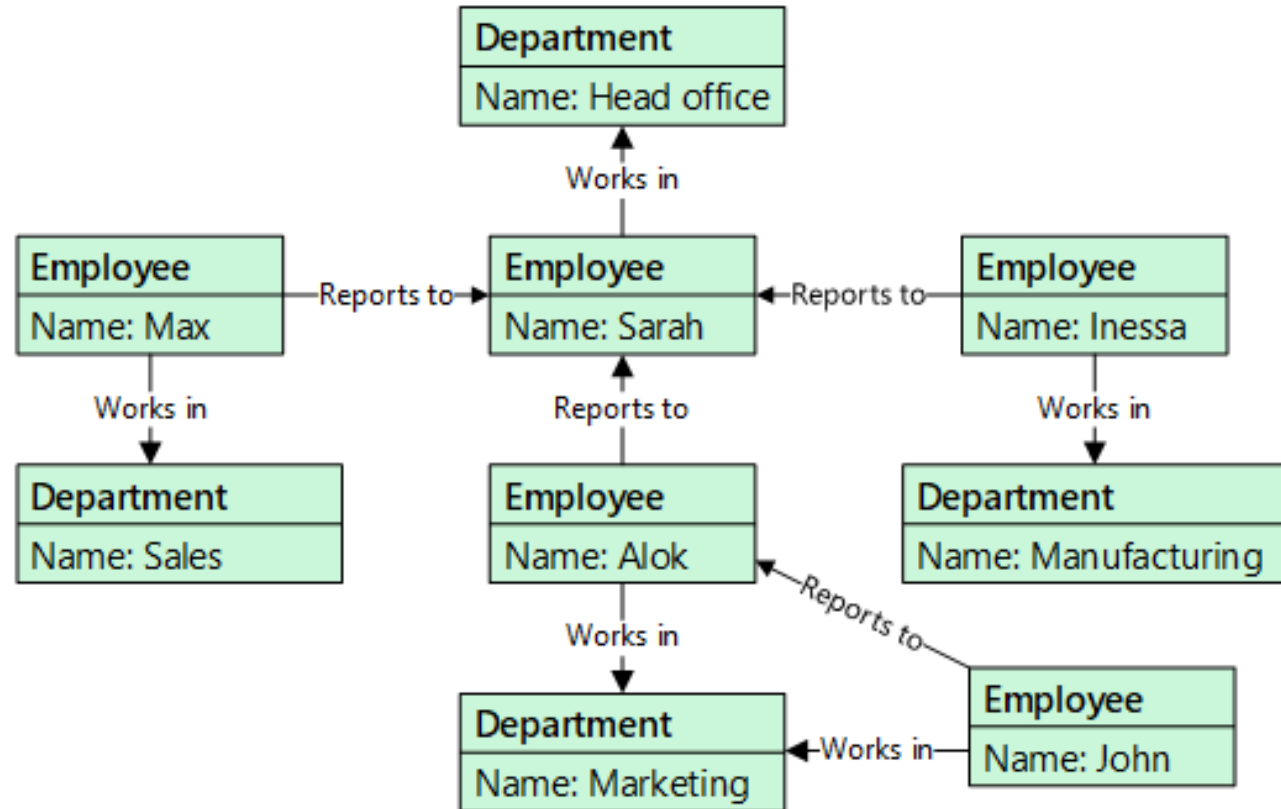 Department
Name: Head office
Works in
Employee
Name: Max
Reports to
Employee
Name: Sarah
Reports to
Employee
Name: Inessa
Works in
Reports to
Works in
Department
Name: Sales
Employee
Name: Alok
Department
Name: Manufacturing
Reports to
Works in
Department
Name: Marketing
Works in
Employee
Name: John